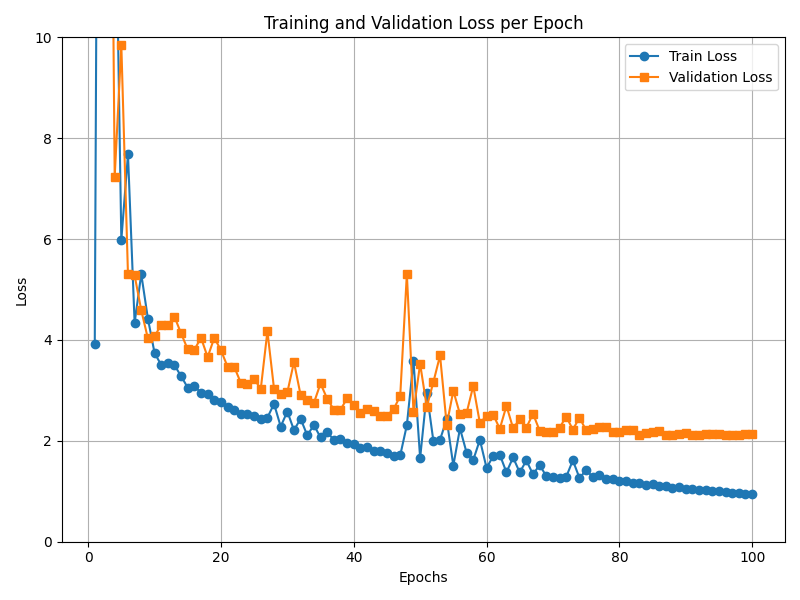 Training and Validation Loss per Epoch
Train Loss
Validation Loss
Loss
10
8
6
4
2
0
0 20 40 60 80 100
Epochs